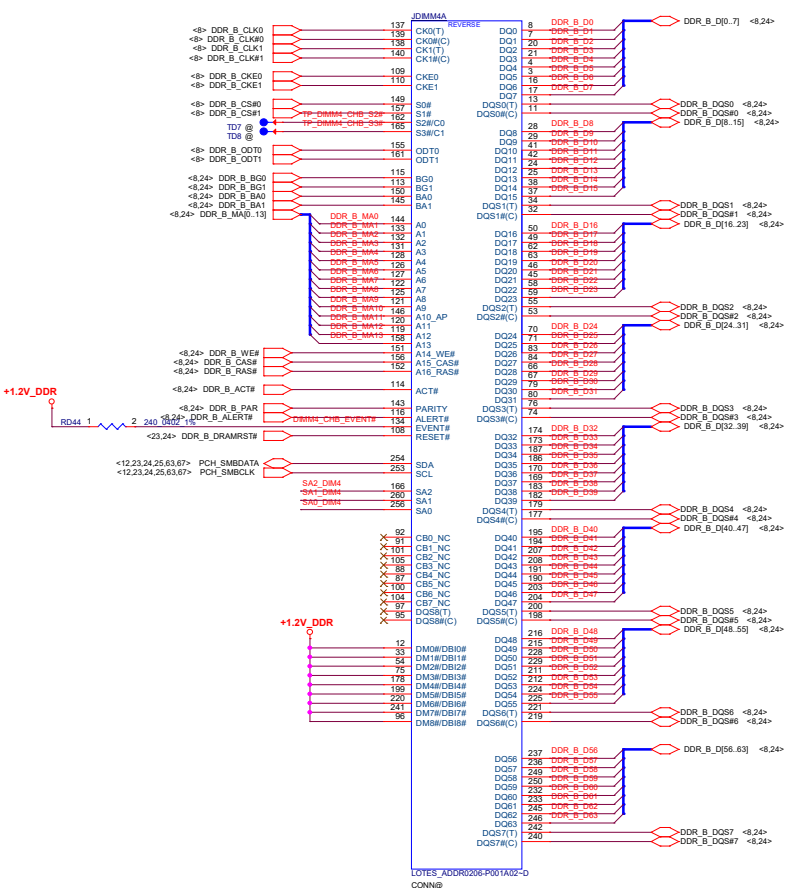 JDIMM4A
REVERSE
<8> DDR_B_CLK0 137 CK0(T)
<8> DDR_B_CLK#0 139 CK0#(C)
<8> DDR_B_CLK1 138 CK1(T)
<8> DDR_B_CLK#1 140 CK1#(C)
<8> DDR_B_CKE0 109 CKE0
<8> DDR_B_CKE1 110 CKE1
<8> DDR_B_CS#0 149 S0#
<8> DDR_B_CS#1 157 S1#
TD7 @ TP_DIMM4_CHB_S2# 162 S2#/C0
TD8 @ TP_DIMM4_CHB_S3# 165 S3#/C1
<8> DDR_B_ODT0 155 ODT0
<8> DDR_B_ODT1 161 ODT1
<8,24> DDR_B_BG0 115 BG0
<8,24> DDR_B_BG1 113 BG1
<8,24> DDR_B_BA0 150 BA0
<8,24> DDR_B_BA1 145 BA1
<8,24> DDR_B_MA[0..13]
DDR_B_MA0 144 A0
DDR_B_MA1 133 A1
DDR_B_MA2 132 A2
DDR_B_MA3 131 A3
DDR_B_MA4 128 A4
DDR_B_MA5 126 A5
DDR_B_MA6 127 A6
DDR_B_MA7 122 A7
DDR_B_MA8 125 A8
DDR_B_MA9 121 A9
DDR_B_MA10 146 A10_AP
DDR_B_MA11 120 A11
DDR_B_MA12 119 A12
DDR_B_MA13 158 A13
<8,24> DDR_B_WE# 151 A14_WE#
<8,24> DDR_B_CAS# 156 A15_CAS#
<8,24> DDR_B_RAS# 152 A16_RAS#
<8,24> DDR_B_ACT# 114 ACT#
+1.2V_DDR
<8,24> DDR_B_PAR 143 PARITY
<8,24> DDR_B_ALERT# 116 ALERT#
RD44 1 2 240_0402_1% DIMM4_CHB_EVENT# 134 EVENT#
<23,24> DDR_B_DRAMRST# 108 RESET#
<12,23,24,25,63,67> PCH_SMBDATA 254 SDA
<12,23,24,25,63,67> PCH_SMBCLK 253 SCL
SA2_DIM4 166 SA2
SA1_DIM4 260 SA1
SA0_DIM4 256 SA0
92 CB0_NC
91 CB1_NC
101 CB2_NC
105 CB3_NC
88 CB4_NC
87 CB5_NC
100 CB6_NC
104 CB7_NC
97 DQS8(T)
95 DQS8#(C)
+1.2V_DDR
12 DM0#/DBI0#
33 DM1#/DBI1#
54 DM2#/DBI2#
75 DM3#/DBI3#
178 DM4#/DBI4#
199 DM5#/DBI5#
220 DM6#/DBI6#
241 DM7#/DBI7#
96 DM8#/DBI8#
DQ0 8 DDR_B_D0 DDR_B_D[0..7] <8,24>
DQ1 7 DDR_B_D1
DQ2 20 DDR_B_D2
DQ3 21 DDR_B_D3
DQ4 4 DDR_B_D4
DQ5 3 DDR_B_D5
DQ6 16 DDR_B_D6
DQ7 17 DDR_B_D7
DQS0(T) 13 DDR_B_DQS0 <8,24>
DQS0#(C) 11 DDR_B_DQS#0 <8,24>
DQ8 28 DDR_B_D8 DDR_B_D[8..15] <8,24>
DQ9 29 DDR_B_D9
DQ10 41 DDR_B_D10
DQ11 42 DDR_B_D11
DQ12 24 DDR_B_D12
DQ13 25 DDR_B_D13
DQ14 38 DDR_B_D14
DQ15 37 DDR_B_D15
DQS1(T) 34 DDR_B_DQS1 <8,24>
DQS1#(C) 32 DDR_B_DQS#1 <8,24>
DQ16 50 DDR_B_D16 DDR_B_D[16..23] <8,24>
DQ17 49 DDR_B_D17
DQ18 62 DDR_B_D18
DQ19 63 DDR_B_D19
DQ20 46 DDR_B_D20
DQ21 45 DDR_B_D21
DQ22 58 DDR_B_D22
DQ23 59 DDR_B_D23
DQS2(T) 55 DDR_B_DQS2 <8,24>
DQS2#(C) 53 DDR_B_DQS#2 <8,24>
DQ24 70 DDR_B_D24 DDR_B_D[24..31] <8,24>
DQ25 71 DDR_B_D25
DQ26 83 DDR_B_D26
DQ27 84 DDR_B_D27
DQ28 66 DDR_B_D28
DQ29 67 DDR_B_D29
DQ30 79 DDR_B_D30
DQ31 80 DDR_B_D31
DQS3(T) 76 DDR_B_DQS3 <8,24>
DQS3#(C) 74 DDR_B_DQS#3 <8,24>
DQ32 174 DDR_B_D32 DDR_B_D[32..39] <8,24>
DQ33 173 DDR_B_D33
DQ34 187 DDR_B_D34
DQ35 186 DDR_B_D35
DQ36 170 DDR_B_D36
DQ37 169 DDR_B_D37
DQ38 183 DDR_B_D38
DQ39 182 DDR_B_D39
DQS4(T) 179 DDR_B_DQS4 <8,24>
DQS4#(C) 177 DDR_B_DQS#4 <8,24>
DQ40 195 DDR_B_D40 DDR_B_D[40..47] <8,24>
DQ41 194 DDR_B_D41
DQ42 207 DDR_B_D42
DQ43 208 DDR_B_D43
DQ44 191 DDR_B_D44
DQ45 190 DDR_B_D45
DQ46 203 DDR_B_D46
DQ47 204 DDR_B_D47
DQS5(T) 200 DDR_B_DQS5 <8,24>
DQS5#(C) 198 DDR_B_DQS#5 <8,24>
DQ48 216 DDR_B_D48 DDR_B_D[48..55] <8,24>
DQ49 215 DDR_B_D49
DQ50 228 DDR_B_D50
DQ51 229 DDR_B_D51
DQ52 211 DDR_B_D52
DQ53 212 DDR_B_D53
DQ54 224 DDR_B_D54
DQ55 225 DDR_B_D55
DQS6(T) 221 DDR_B_DQS6 <8,24>
DQS6#(C) 219 DDR_B_DQS#6 <8,24>
DQ56 237 DDR_B_D56 DDR_B_D[56..63] <8,24>
DQ57 236 DDR_B_D57
DQ58 249 DDR_B_D58
DQ59 250 DDR_B_D59
DQ60 232 DDR_B_D60
DQ61 233 DDR_B_D61
DQ62 245 DDR_B_D62
DQ63 246 DDR_B_D63
DQS7(T) 242 DDR_B_DQS7 <8,24>
DQS7#(C) 240 DDR_B_DQS#7 <8,24>
LOTES_ADDR0206-P001A02~D
CONN@